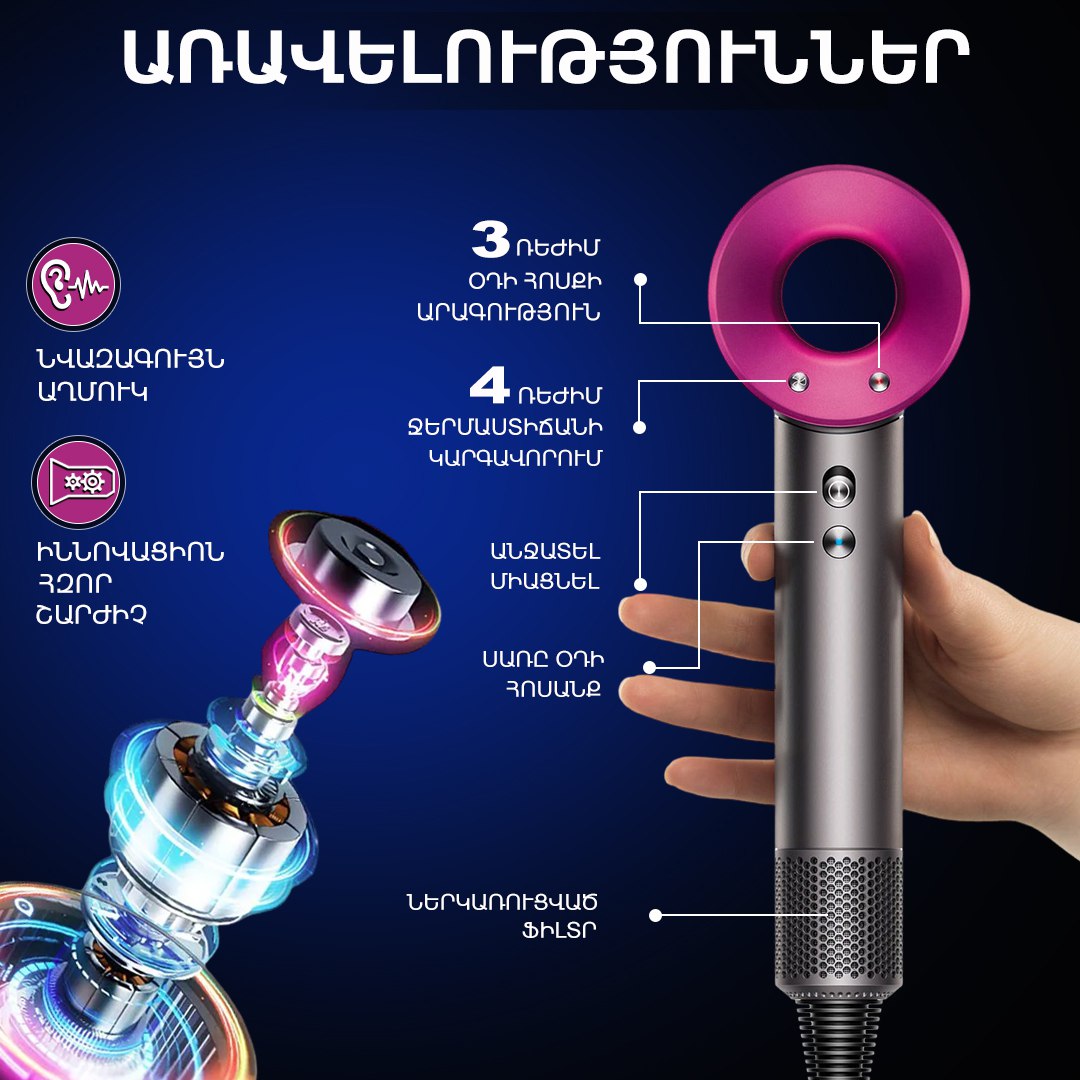 ԱՌԱՎԵԼՈՒԹՅՈՒՆՆԵՐ
3 ՌԵԺԻՄ
ՕԴԻ ՀՈՍՔԻ
ԱՐԱԳՈՒԹՅՈՒՆ
ՆՎԱԶԱԳՈՒՅՆ
ԱՂՄՈՒԿ
4 ՌԵԺԻՄ
ՋԵՐՄԱՍՏԻՃԱՆԻ
ԿԱՐԳԱՎՈՐՈՒՄ
ԻՆՆՈՎԱՑԻՈՆ
ՀԶՈՐ
ՇԱՐԺԻՉ
ԱՆՋԱՏԵԼ
ՄԻԱՑՆԵԼ
ՍԱՌԸ ՕԴԻ
ՀՈՍԱՆՔ
ՆԵՐԿԱՌՈՒՑՎԱԾ
ՖԻԼՏՐ